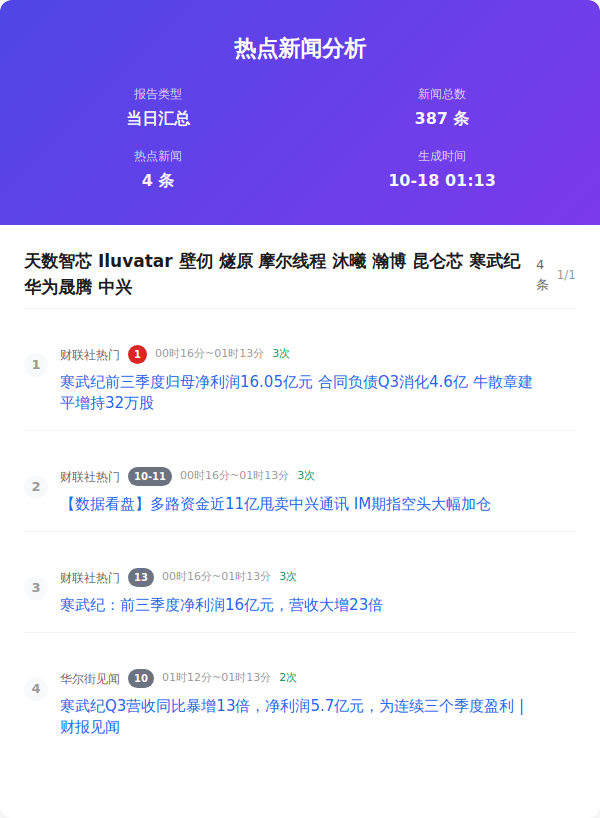 热点新闻分析
报告类型
新闻总数
当日汇总
387 条
热点新闻
生成时间
4 条
10-18 01:13
天数智芯 Iluvatar 壁仞 燧原 摩尔线程 沐曦 瀚博 昆仑芯 寒武纪
华为晟腾 中兴
4
条
1/1
1
财联社热门 1 00时16分~01时13分 3次
寒武纪前三季度归母净利润16.05亿元 合同负债Q3消化4.6亿 牛散章建
平增持32万股
2
财联社热门 10-11 00时16分~01时13分 3次
【数据看盘】多路资金近11亿甩卖中兴通讯 IM期指空头大幅加仓
3
财联社热门 13 00时16分~01时13分 3次
寒武纪：前三季度净利润16亿元，营收大增23倍
4
华尔街见闻 10 01时12分~01时13分 2次
寒武纪Q3营收同比暴增13倍，净利润5.7亿元，为连续三个季度盈利 |
财报见闻